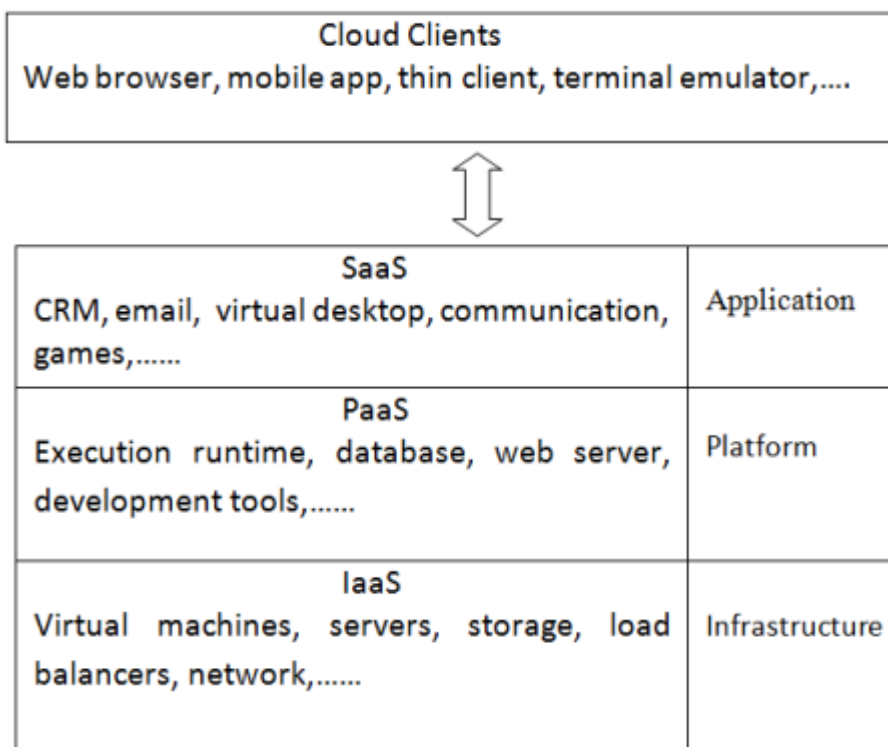 Cloud Clients
Web browser, mobile app, thin client, terminal emulator,....
SaaS
CRM, email, virtual desktop, communication,
games,......
Application
PaaS
Execution runtime, database, web server,
development tools,......
Platform
IaaS
Virtual machines, servers, storage, load
balancers, network,......
Infrastructure